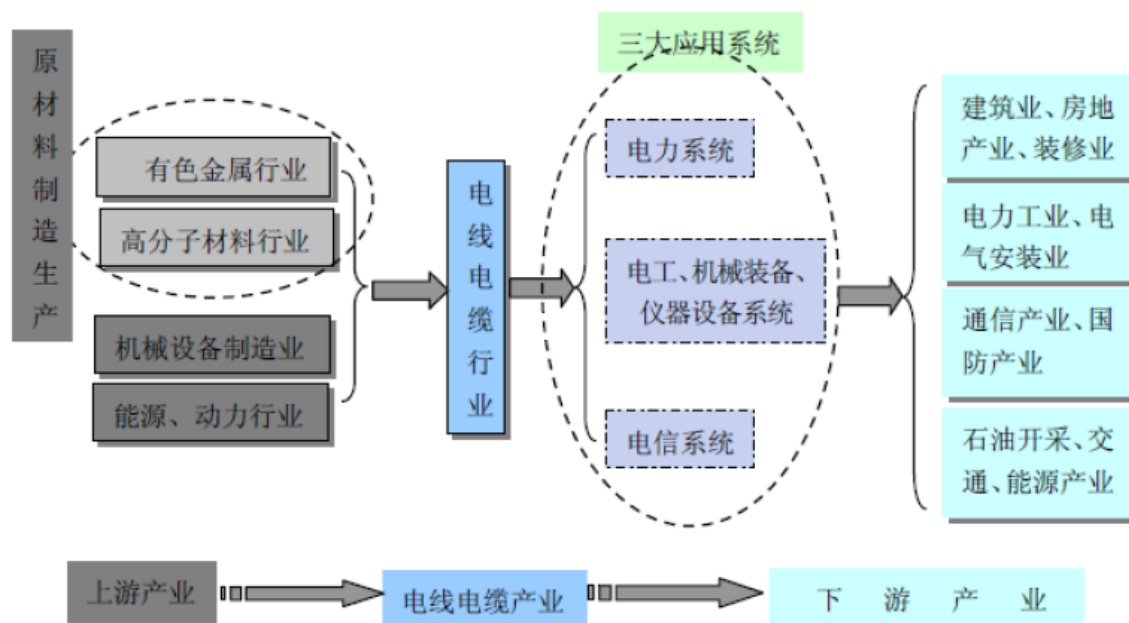 三大应用系统
原材料制造生产
有色金属行业
高分子材料行业
机械设备制造业
能源、动力行业
电线电缆行业
电力系统
电工、机械装备、
仪器设备系统
电信系统
建筑业、房地
产业、装修业
电力工业、电
气安装业
通信产业、国
防产业
石油开采、交
通、能源产业
上游产业
电线电缆产业
下游产业